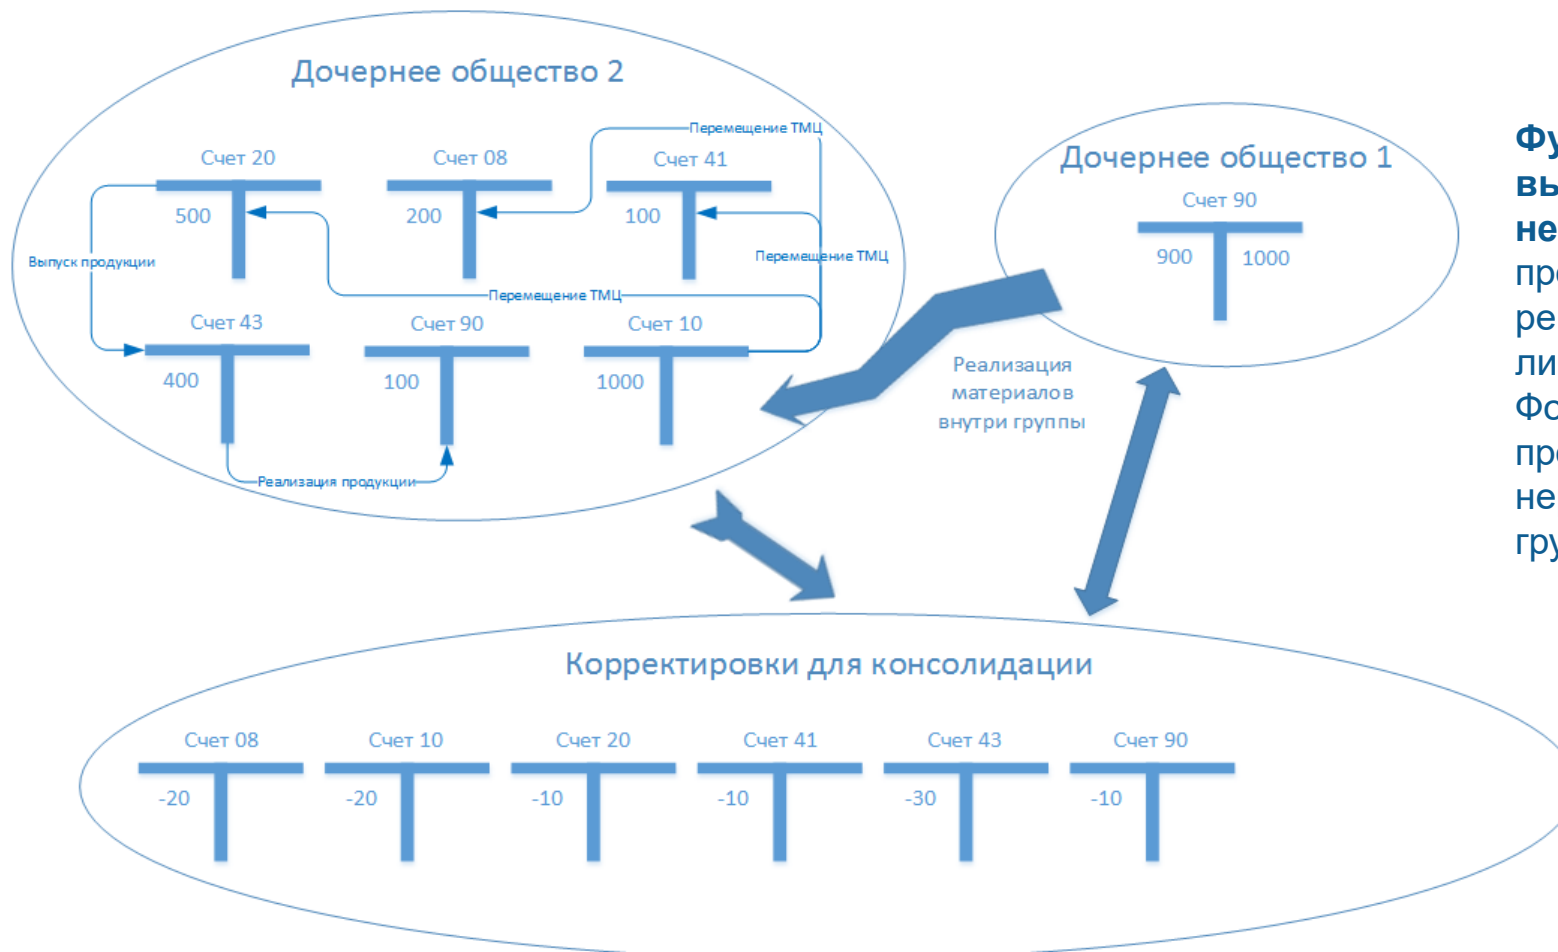 Дочернее общество 2
Перемещение ТМЦ
Счет 20
Счет 08
Счет 41
500
200
100
Выпуск продукции
Перемещение ТМЦ
Перемещение ТМЦ
Счет 43
Счет 90
Счет 10
400
100
1000
Реализация продукции
Дочернее общество 1
Счет 90
900
1000
Реализация
материалов
внутри группы
Корректировки для консолидации
Счет 08
Счет 10
Счет 20
Счет 41
Счет 43
Счет 90
-20
-20
-10
-10
-30
-10